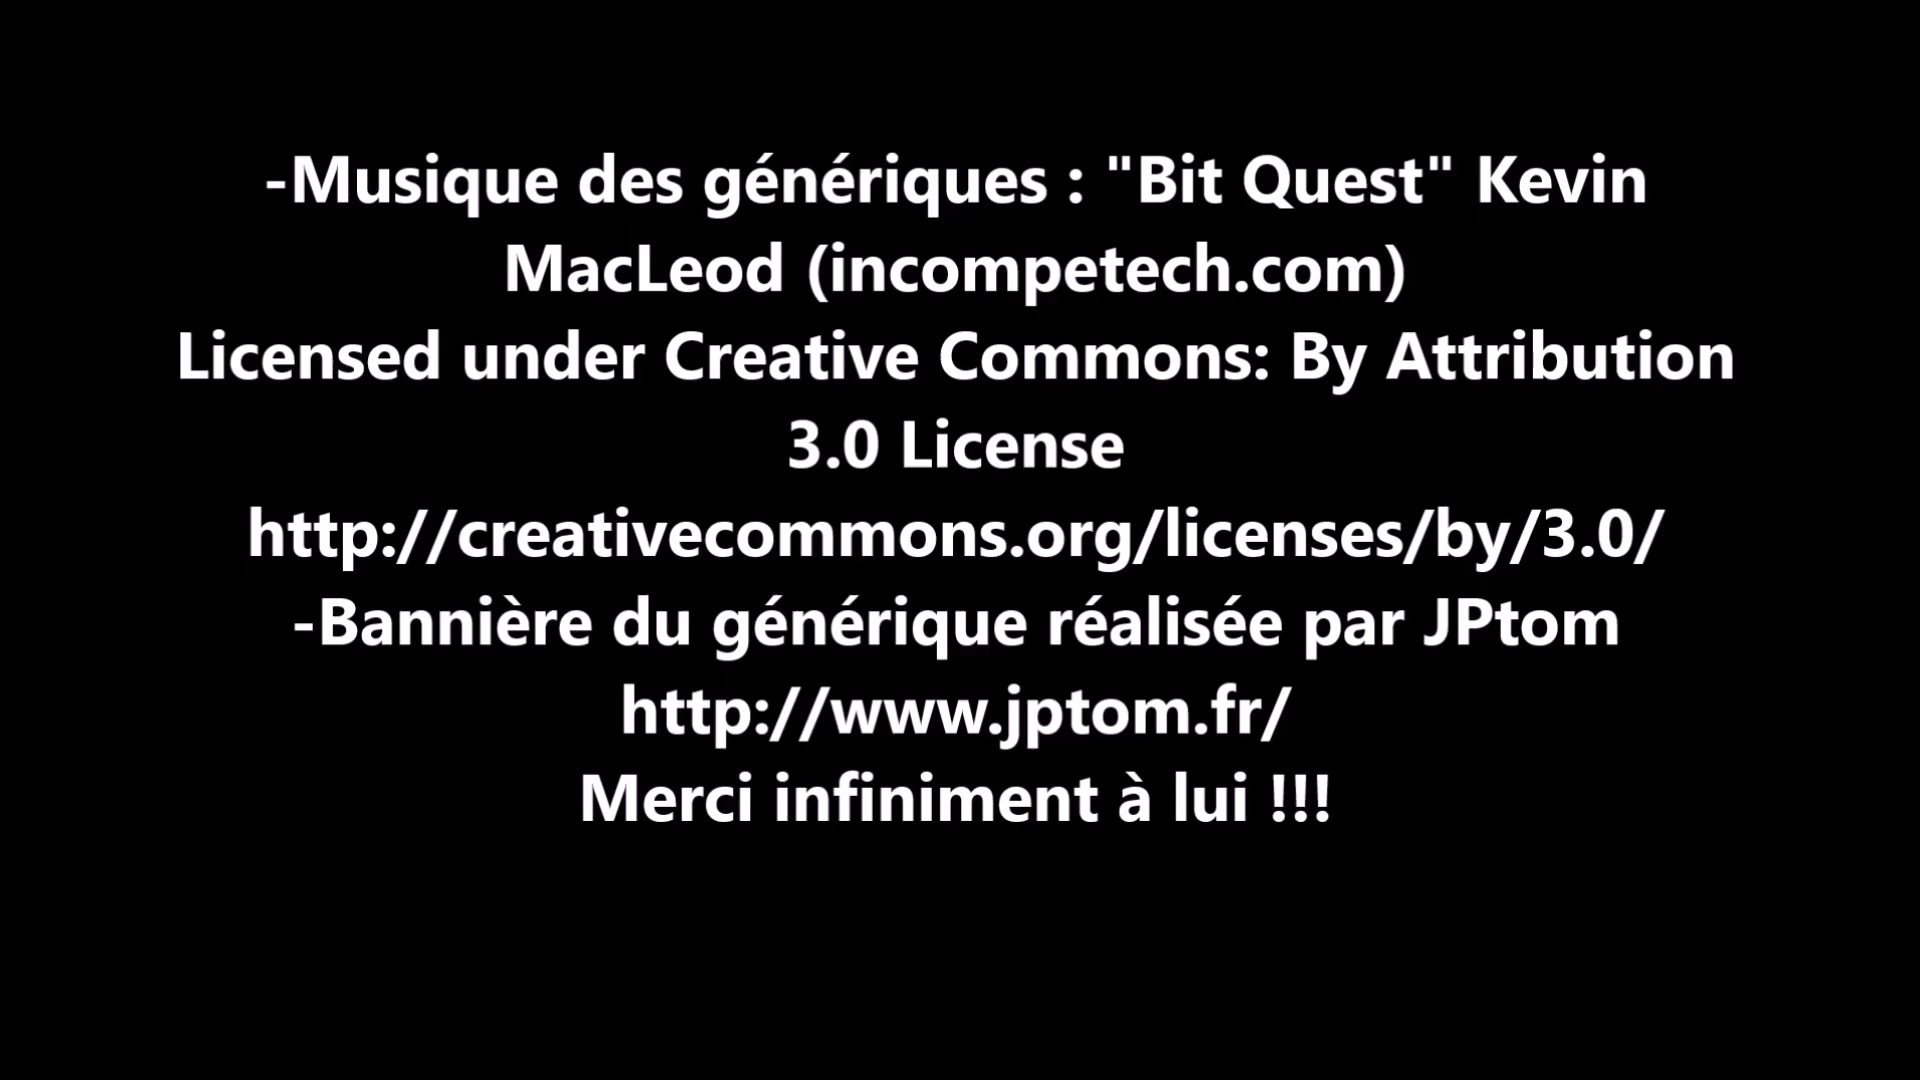 -Musique des génériques : "Bit Quest" Kevin
MacLeod (incompetech.com)
Licensed under Creative Commons: By Attribution
3.0 License
http://creativecommons.org/licenses/by/3.0/
-Bannière du générique réalisée par JPtom
http://www.jptom.fr/
Merci infiniment à lui !!!